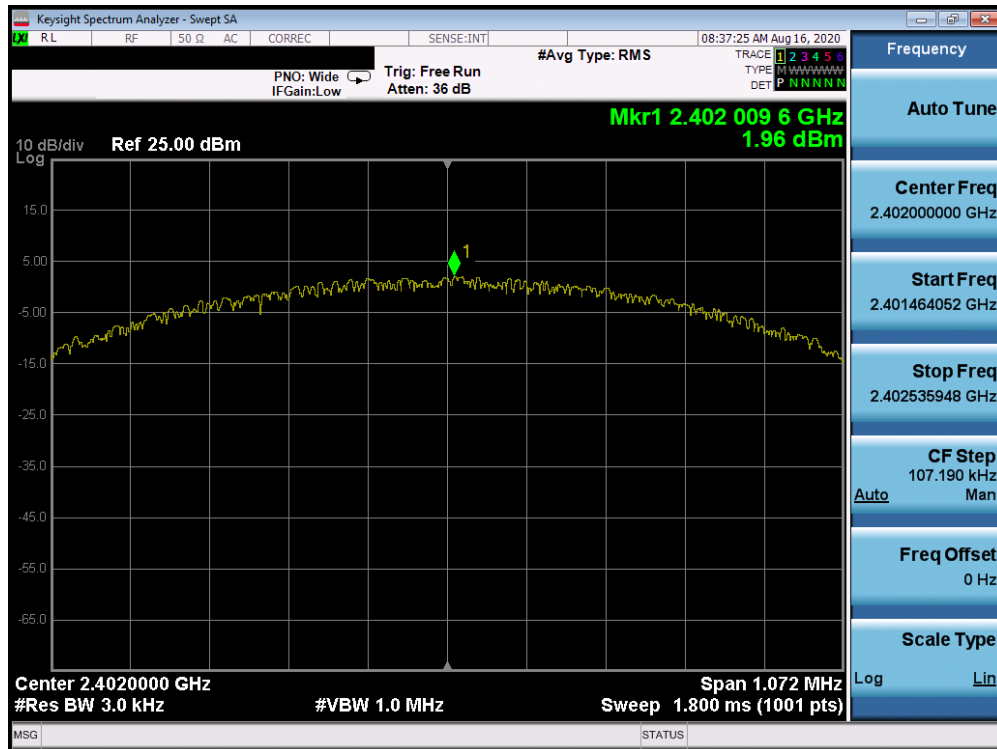 Keysight Spectrum Analyzer - Swept SA
LXI RL RF 50 Ω AC CORREC SENSE:INT 08:37:25 AM Aug 16, 2020
#Avg Type: RMS TRACE 1 2 3 4 5 6
PNO: Wide Trig: Free Run TYPE M W W W W W
IFGain:Low Atten: 36 dB DET P N N N N N
Mkr1 2.402 009 6 GHz
1.96 dBm
10 dB/div Ref 25.00 dBm
Log
15.0
5.00
1
-5.00
-15.0
-25.0
-35.0
-45.0
-55.0
-65.0
Center 2.4020000 GHz Span 1.072 MHz
#Res BW 3.0 kHz #VBW 1.0 MHz Sweep 1.800 ms (1001 pts)
MSG STATUS
Frequency
Auto Tune
Center Freq
2.402000000 GHz
Start Freq
2.401464052 GHz
Stop Freq
2.402535948 GHz
CF Step
107.190 kHz
Auto Man
Freq Offset
0 Hz
Scale Type
Log Lin